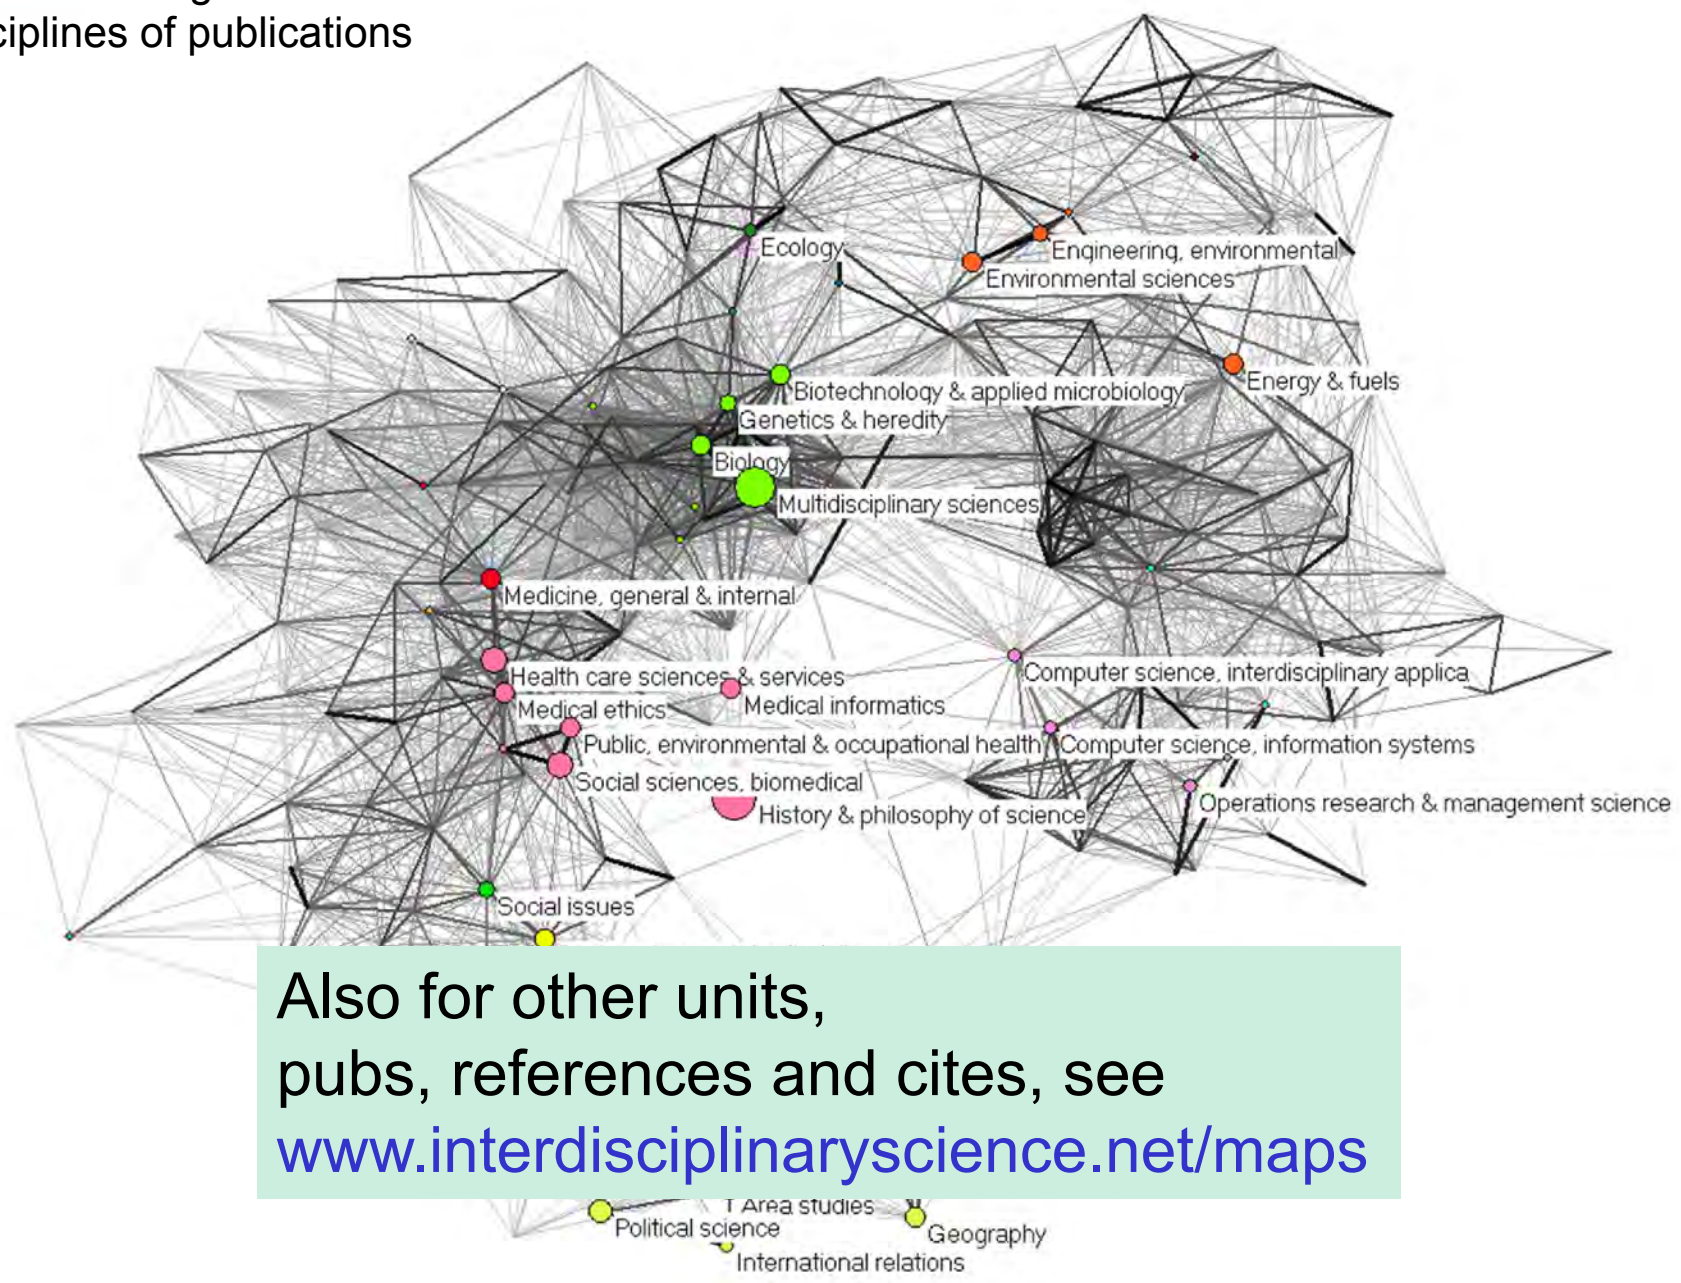 ciplines of publications
Ecology
Engineering, environmental
Environmental sciences
Biotechnology & applied microbiology
Energy & fuels
Genetics & heredity
Biology
Multidisciplinary sciences
Medicine, general & internal
Health care sciences & services
Computer science, interdisciplinary applica
Medical ethics
Medical informatics
Public, environmental & occupational health
Computer science, information systems
Social sciences, biomedical
History & philosophy of science
Operations research & management science
Social issues
Also for other units,
pubs, references and cites, see
www.interdisciplinaryscience.net/maps
Area studies
Political science
Geography
International relations